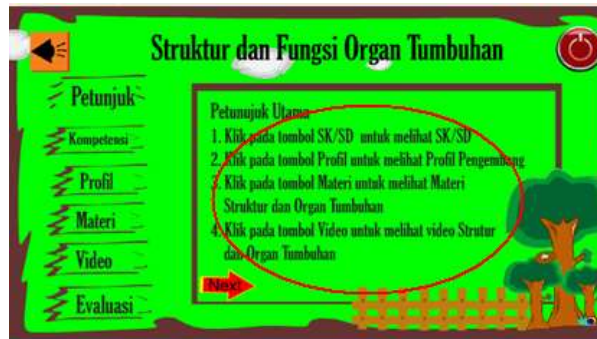 Struktur dan Fungsi Organ Tumbuhan
Petunjuk
Kompetensi
Profil
Materi
Video
Evaluasi
Petunujuk Utama
1. Klik pada tombol SK/SD untuk melihat SK/SD
2. Klik pada tombol Profil untuk melihat Profil Pengembang
3. Klik pada tombol Materi untuk melihat Materi
Struktur dan Organ Tumbuhan
4. Klik pada tombol Video untuk melihat video Strutur
dan Organ Tumbuhan
Next